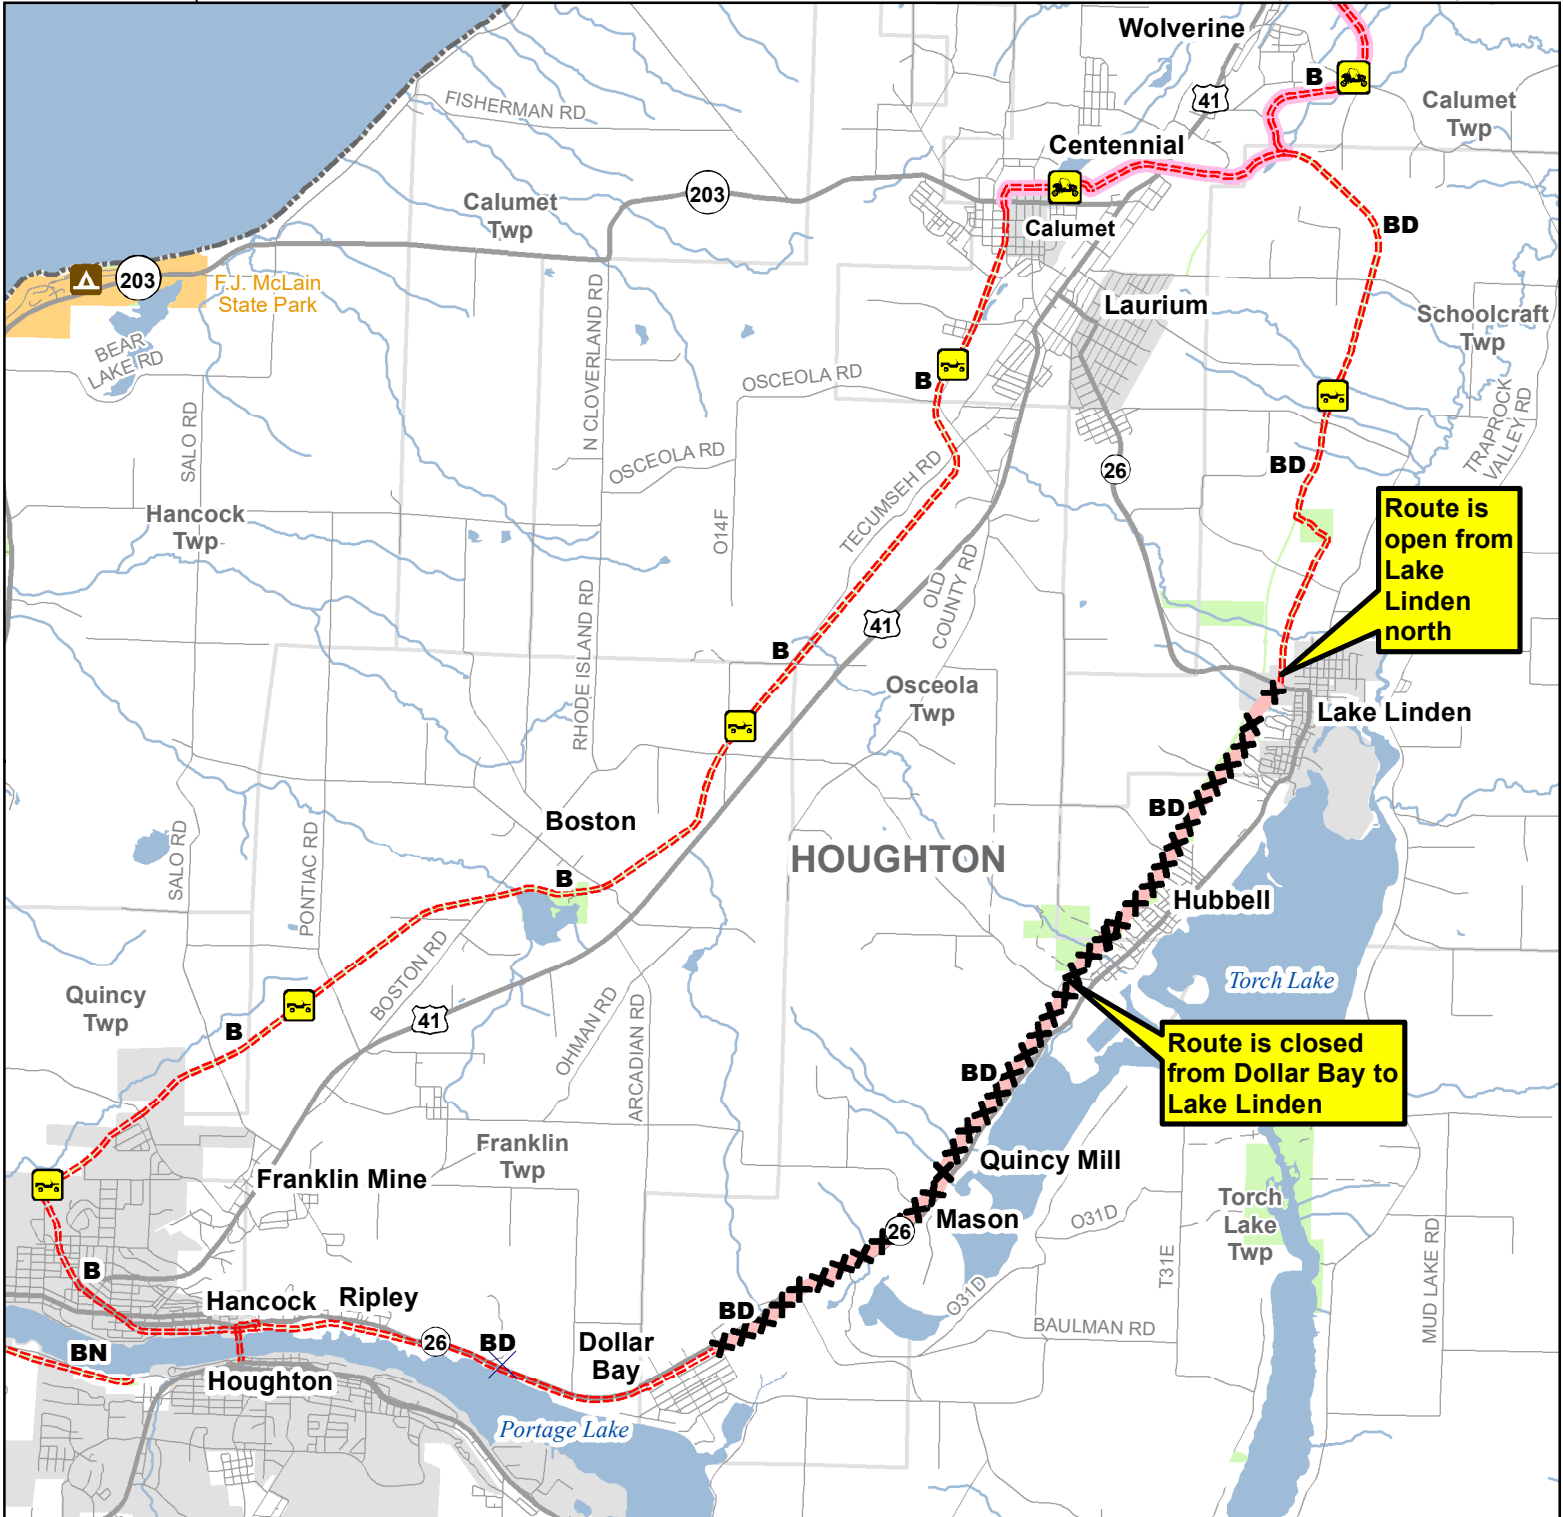 Wolverine
B
41
Calumet
Twp
FISHERMAN RD
Centennial
203
Calumet
Twp
Calumet
BD
203
F.J. McLain
State Park
Laurium
Schoolcraft
Twp
N CLOVERLAND RD
BEAR
LAKE RD
OSCEOLA RD
B
SALO RD
TRAPROCK
VALLEY RD
OSCEOLA RD
BD
26
TECUMSEH RD
Hancock
Twp
O14F
Route is
open from
Lake
Linden
north
OLD
COUNTY RD
41
RHODE ISLAND RD
B
Osceola
Twp
Lake Linden
Boston
BD
HOUGHTON
SALO RD
PONTIAC RD
B
Hubbell
BOSTON RD
Torch Lake
Quincy
Twp
B
41
OHMAN RD
ARCADIAN RD
Route is closed
from Dollar Bay to
Lake Linden
BD
Franklin
Twp
Quincy Mill
Franklin Mine
Torch
Lake
Twp
O31D
Mason
26
T31E
MUD LAKE RD
B
O31D
Hancock
Ripley
BD
BAULMAN RD
26
BD
Dollar
Bay
BN
Houghton
Portage Lake